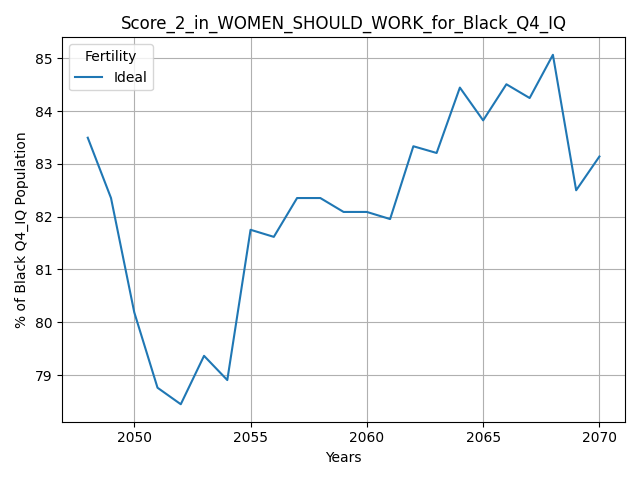 Score_2_in_WOMEN_SHOULD_WORK_for_Black_Q4_IQ
Fertility
Ideal
% of Black Q4_IQ Population
85
84
83
82
81
80
79
2050 2055 2060 2065 2070
Years